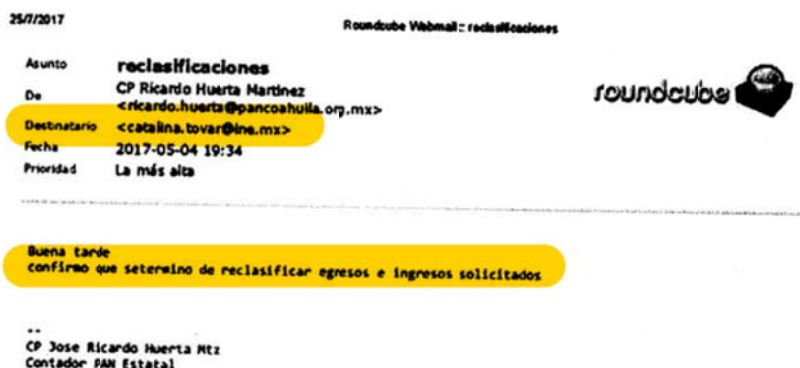 25/7/2017
Roundcube Webmail :: reclasificaciones
Asunto reclasificaciones
De CP Ricardo Huerta Martinez
<ricardo.huerta@pancoahuila.org.mx>
Destinatario <catalina.tovar@ine.mx>
Fecha 2017-05-04 19:34
Prioridad La más alta
roundcube
Buena tarde
confirmo que setermino de reclasificar egresos e ingresos solicitados
--
CP Jose Ricardo Huerta Mtz
Contador PAN Estatal